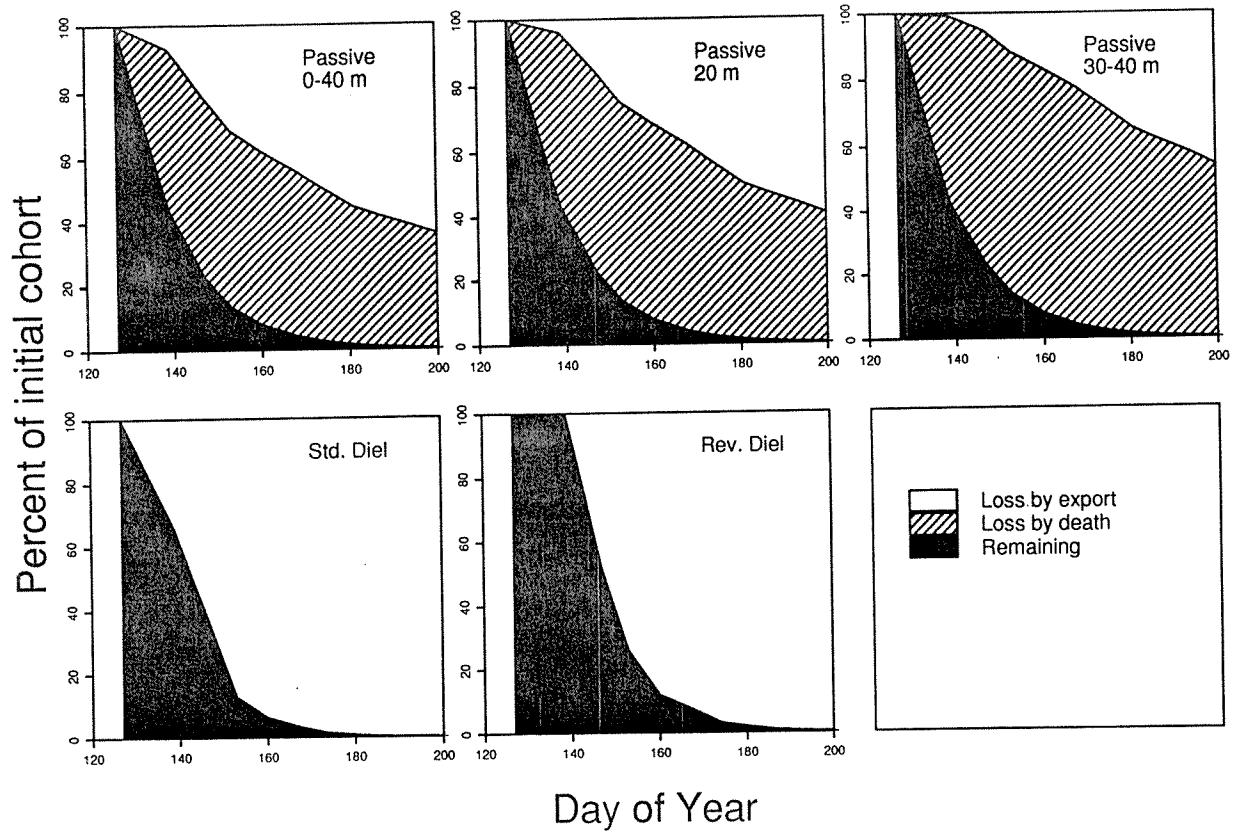 Percent of initial cohort
Passive
0-40 m
0 20 40 60 80 100
120 140 160 180 200
Passive
20 m
0 20 40 60 80 100
120 140 160 180 200
Passive
30-40 m
0 20 40 60 80 100
120 140 160 180 200
Std. Diel
0 20 40 60 80 100
120 140 160 180 200
Rev. Diel
0 20 40 60 80 100
120 140 160 180 200
Loss by export
Loss by death
Remaining
Day of Year